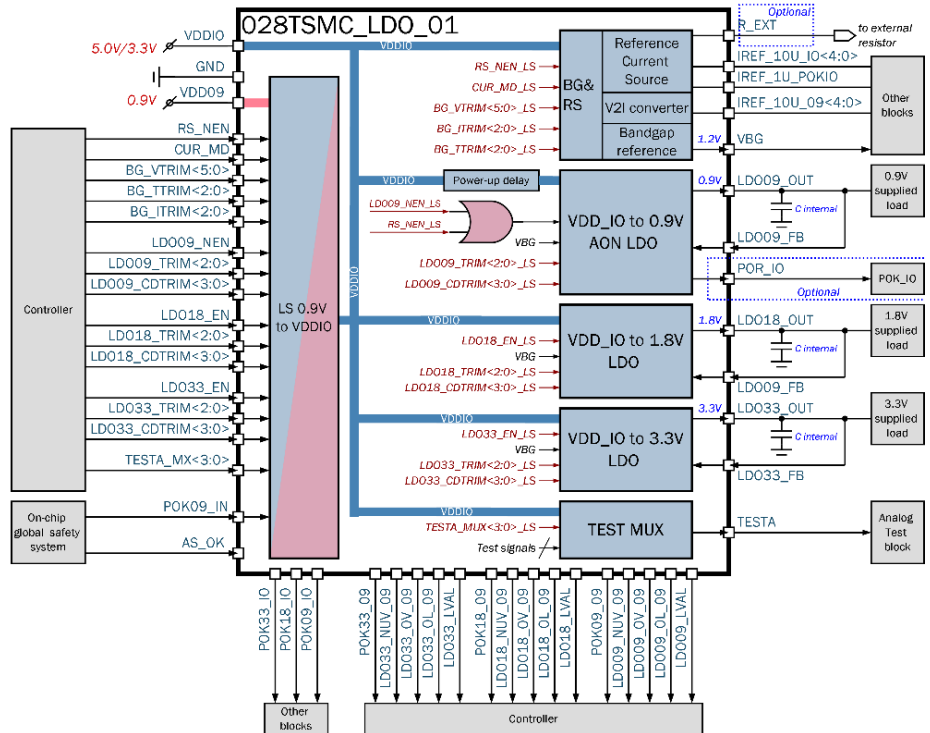 028TSMC_LDO_01
Optional
R_EXT
to external
resistor
5.0V/3.3V
VDDIO
GND
0.9V
VDD09
VDDIO
RS_NEN_LS
CUR_MD_LS
BG_VTRIM<5:0>_LS
BG_ITRIM<2:0>_LS
BG_TTRIM<2:0>_LS
BG&
RS
Reference
Current
Source
V2I converter
Bandgap
reference
IREF_10U_IO<4:0>
IREF_1U_POKIO
IREF_10U_09<4:0>
1.2V
VBG
Other
blocks
Controller
RS_NEN
CUR_MD
BG_VTRIM<5:0>
BG_TTRIM<2:0>
BG_ITRIM<2:0>
LDO09_NEN
LDO09_TRIM<2:0>
LDO09_CDTRIM<3:0>
LDO18_EN
LDO18_TRIM<2:0>
LDO18_CDTRIM<3:0>
LDO33_EN
LDO33_TRIM<2:0>
LDO33_CDTRIM<3:0>
TESTA_MX<3:0>
On-chip
global safety
system
POK09_IN
AS_OK
LS 0.9V
to VDDIO
VDDIO
VDDIO
Power-up delay
LDO09_NEN_LS
RS_NEN_LS
VBG
LDO09_TRIM<2:0>_LS
LDO09_CDTRIM<3:0>_LS
VDD_IO to 0.9V
AON LDO
0.9V
LDO09_OUT
C internal
LDO09_FB
0.9V
supplied
load
POR_IO
POK_IO
Optional
VDDIO
LDO18_EN_LS
VBG
LDO18_TRIM<2:0>_LS
LDO18_CDTRIM<3:0>_LS
VDD_IO to 1.8V
LDO
1.8V
LDO18_OUT
C internal
LDO09_FB
1.8V
supplied
load
VDDIO
LDO33_EN_LS
VBG
LDO33_TRIM<2:0>_LS
LDO33_CDTRIM<3:0>_LS
VDD_IO to 3.3V
LDO
3.3V
LDO33_OUT
C internal
LDO33_FB
3.3V
supplied
load
VDDIO
TESTA_MUX<3:0>_LS
Test signals
TEST MUX
TESTA
Analog
Test
block
POK33_IO
POK18_IO
POK09_IO
POK33_09
LDO33_NUV_09
LDO33_OV_09
LDO33_OL_09
LDO33_LVAL
POK18_09
LDO18_NUV_09
LDO18_OV_09
LDO18_OL_09
LDO18_LVAL
POK09_09
LDO09_NUV_09
LDO09_OV_09
LDO09_OL_09
LDO09_LVAL
Other
blocks
Controller